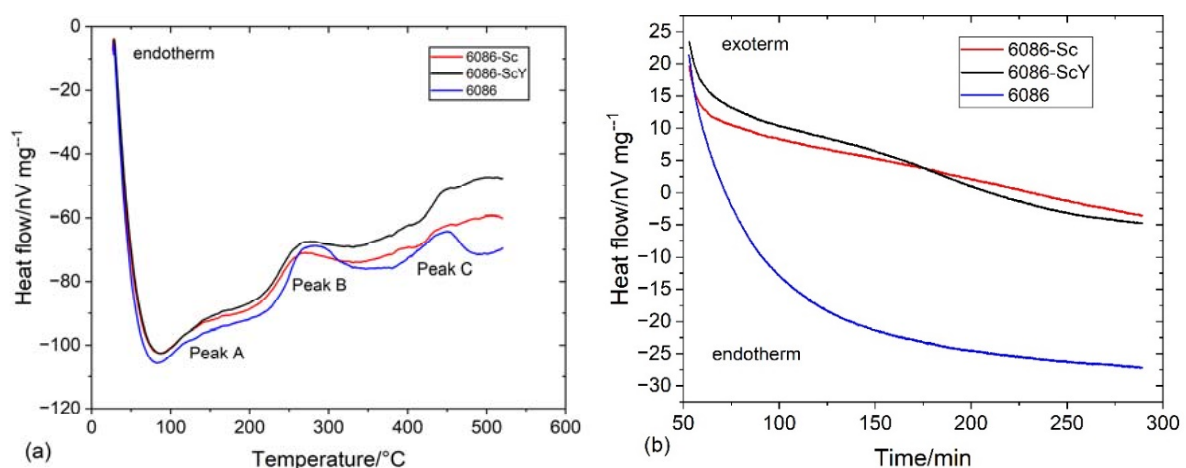 endotherm
6086-Sc
6086-ScY
6086
Peak A
Peak B
Peak C
0
−20
−40
−60
−80
−100
−120
Heat flow/nV mg−−1
0
100
200
300
400
500
600
Temperature/°C
(a)
exoterm
6086-Sc
6086-ScY
6086
endotherm
25
20
15
10
5
0
−5
−10
−15
−20
−25
−30
Heat flow/nV mg−−1
50
100
150
200
250
300
Time/min
(b)